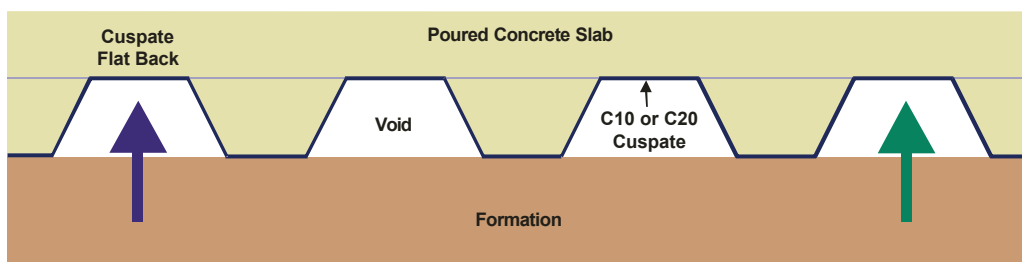 Cuspate
Flat Back
Poured Concrete Slab
Void
C10 or C20
Cuspate
Formation